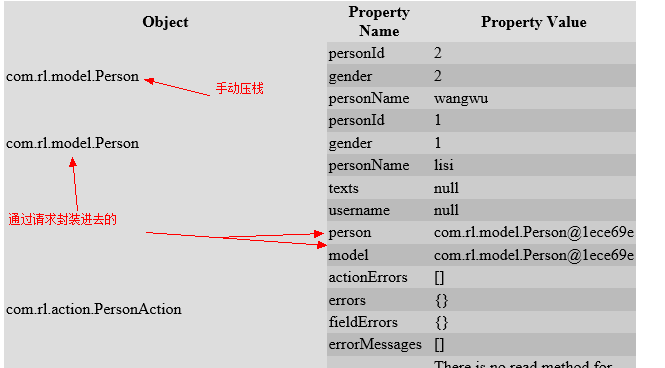 Object Property Name Property Value
personId 2
com.rl.model.Person gender 2
手动压栈
personName wangwu
personId 1
com.rl.model.Person gender 1
personName lisi
texts null
通过请求封装进去的 username null
person com.rl.model.Person@1ece69e
model com.rl.model.Person@1ece69e
actionErrors []
com.rl.action.PersonAction errors {}
fieldErrors {}
errorMessages []
There is no read method for